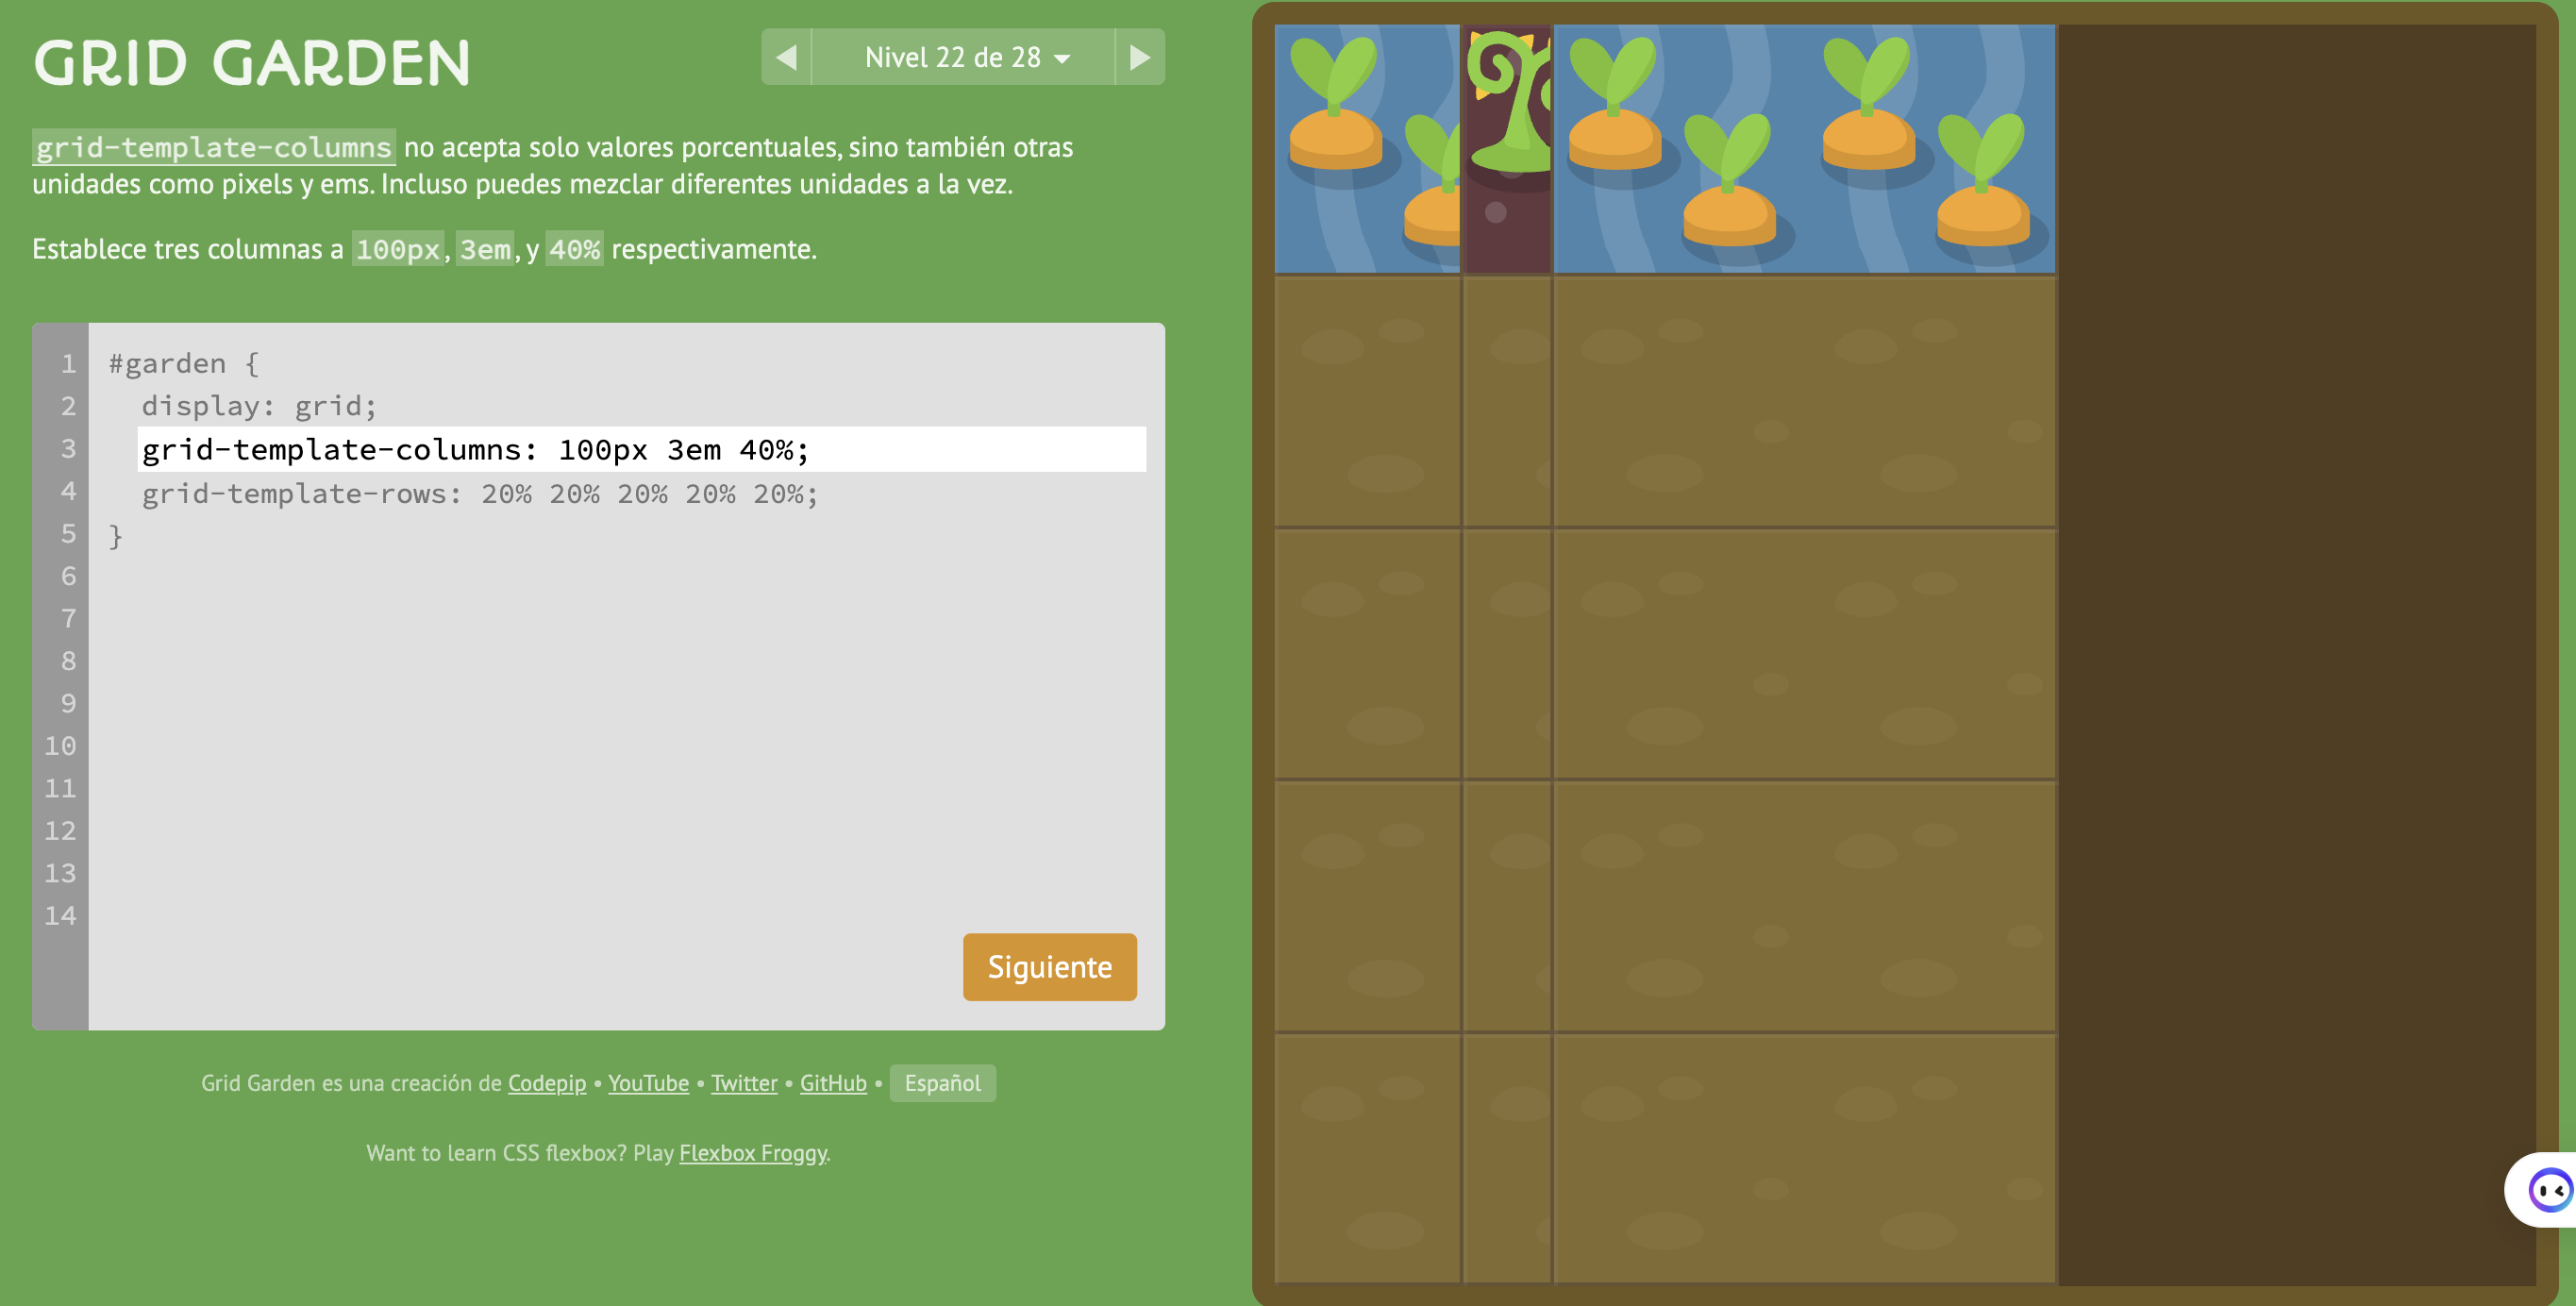 GRID GARDEN
Nivel 22 de 28
grid-template-columns no acepta solo valores porcentuales, sino también otras
unidades como pixels y ems. Incluso puedes mezclar diferentes unidades a la vez.
Establece tres columnas a 100px, 3em, y 40% respectivamente.
1 #garden {
2 display: grid;
3 grid-template-columns: 100px 3em 40%;
4 grid-template-rows: 20% 20% 20% 20% 20%;
5 }
6
7
8
9
10
11
12
13
14
Siguiente
Grid Garden es una creación de Codepip • YouTube • Twitter • GitHub • Español
Want to learn CSS flexbox? Play Flexbox Froggy.